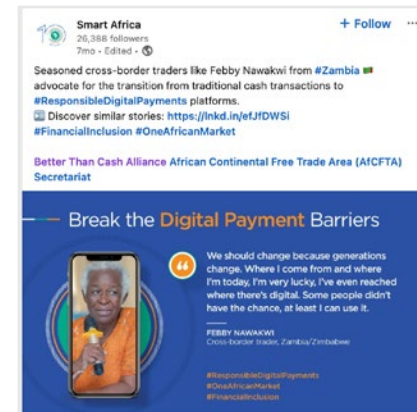 Smart Africa
+ Follow ...
26,388 followers
7mo • Edited •
Seasoned cross-border traders like Febby Nawakwi from #Zambia 🇿🇲
advocate for the transition from traditional cash transactions to
#ResponsibleDigitalPayments platforms.
Discover similar stories: https://lnkd.in/efJfDWSi
#FinancialInclusion #OneAfricanMarket
Better Than Cash Alliance African Continental Free Trade Area (AfCFTA)
Secretariat
Break the Digital Payment Barriers
We should change because generations
change. Where I come from and where
I'm today, I'm very lucky, I've even reached
where there's digital. Some people didn't
have the chance, at least I can use it.
FEBBY NAWAKWI
Cross-border trader, Zambia/Zimbabwe
#ResponsibleDigitalPayments
#OneAfricanMarket
#FinancialInclusion